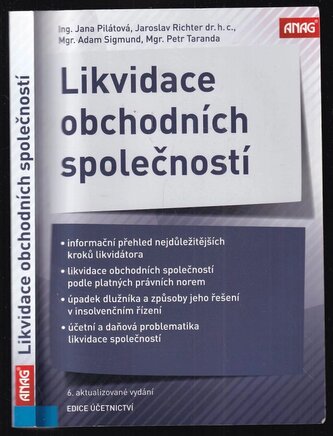 Ing. Jana Pilátová, Jaroslav Richter dr. h. c.,
Mgr. Adam Sigmund, Mgr. Petr Taranda
ANAG®
Likvidace
obchodních
společností
• informační přehled nejdůležitějších
kroků likvidátora
• likvidace obchodních společností
podle platných právních norem
• úpadek dlužníka a způsoby jeho řešení
v insolvenčním řízení
• účetní a daňová problematika
likvidace společností
6. aktualizované vydání
EDICE ÚČETNICTVÍ
Likvidace obchodních společností
ANAG